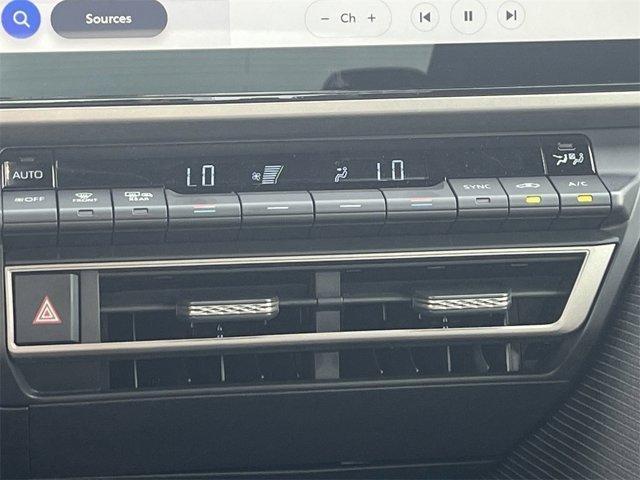 Sources
− Ch +
AUTO
LO
LO
OFF
FRONT
REAR
SYNC
A/C